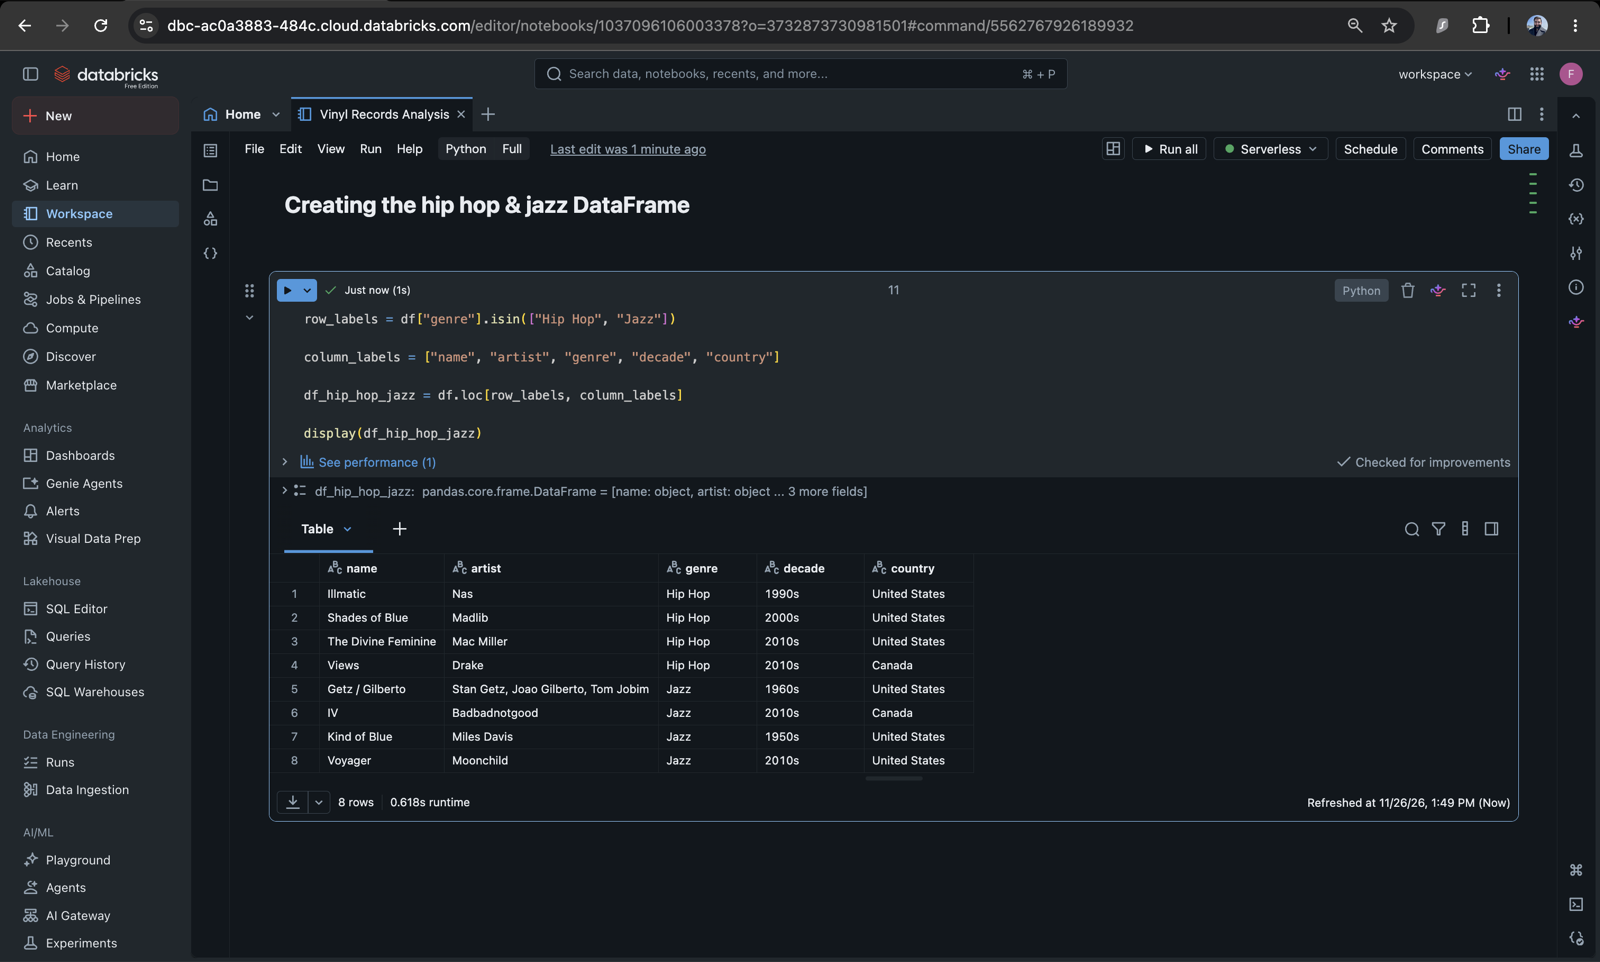 dbc-ac0a3883-484c.cloud.databricks.com/editor/notebooks/1037096106003378?o=3732873730981501#command/5562767926189932
databricks
Free Edition
Search data, notebooks, recents, and more...
⌘ + P
workspace
F
New
Home
Vinyl Records Analysis
File Edit View Run Help Python Full Last edit was 1 minute ago
Run all
Serverless
Schedule
Comments
Share
Home
Learn
Workspace
Recents
Catalog
Jobs & Pipelines
Compute
Discover
Marketplace
Analytics
Dashboards
Genie Agents
Alerts
Visual Data Prep
Lakehouse
SQL Editor
Queries
Query History
SQL Warehouses
Data Engineering
Runs
Data Ingestion
AI/ML
Playground
Agents
AI Gateway
Experiments
Creating the hip hop & jazz DataFrame
Just now (1s)
11
Python
row_labels = df["genre"].isin(["Hip Hop", "Jazz"])
column_labels = ["name", "artist", "genre", "decade", "country"]
df_hip_hop_jazz = df.loc[row_labels, column_labels]
display(df_hip_hop_jazz)
See performance (1)
Checked for improvements
df_hip_hop_jazz: pandas.core.frame.DataFrame = [name: object, artist: object ... 3 more fields]
Table
name artist genre decade country
1 Illmatic Nas Hip Hop 1990s United States
2 Shades of Blue Madlib Hip Hop 2000s United States
3 The Divine Feminine Mac Miller Hip Hop 2010s United States
4 Views Drake Hip Hop 2010s Canada
5 Getz / Gilberto Stan Getz, Joao Gilberto, Tom Jobim Jazz 1960s United States
6 IV Badbadnotgood Jazz 2010s Canada
7 Kind of Blue Miles Davis Jazz 1950s United States
8 Voyager Moonchild Jazz 2010s United States
8 rows
0.618s runtime
Refreshed at 11/26/26, 1:49 PM (Now)